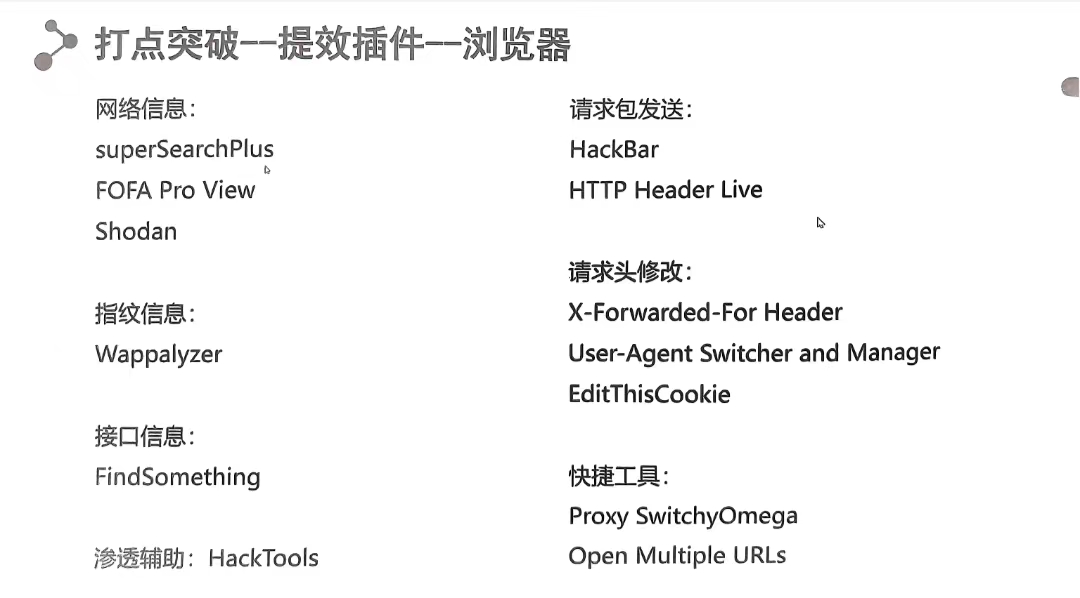 打点突破--提效插件--浏览器
网络信息：
superSearchPlus
FOFA Pro View
Shodan
指纹信息：
Wappalyzer
接口信息：
FindSomething
渗透辅助：HackTools
请求包发送：
HackBar
HTTP Header Live
请求头修改：
X-Forwarded-For Header
User-Agent Switcher and Manager
EditThisCookie
快捷工具：
Proxy SwitchyOmega
Open Multiple URLs